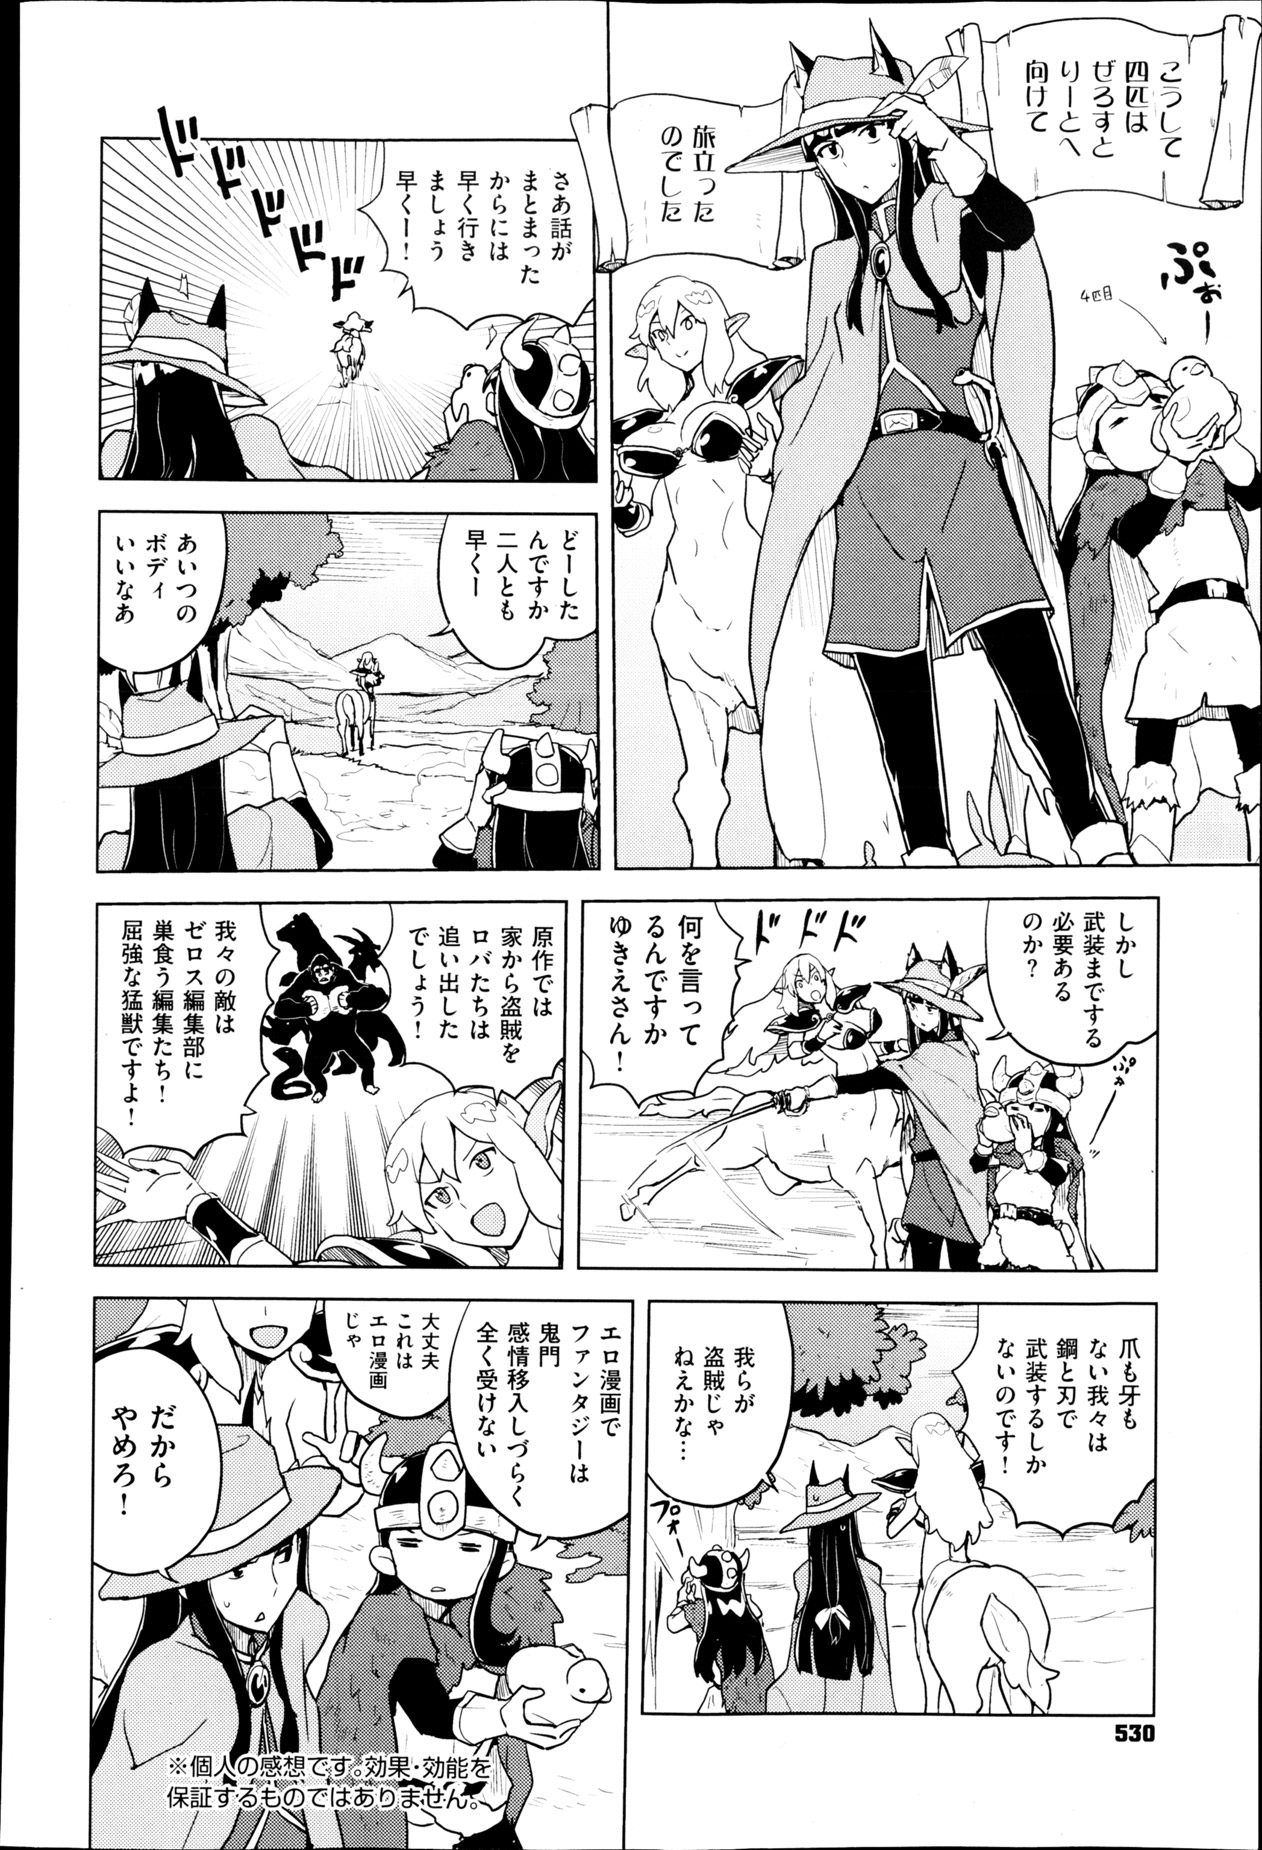 こうして
四匹は
ぜろすと
りーとへ
向けて
旅立った
のでした
ぷぉー
4匹目
さあ話が
まとまった
からには
早く行き
ましょう
早くー！
ドドドドド
どーした
んですか
二人とも
早くー
あいつの
ボディ
いいなあ
しかし
武装までする
必要ある
のか？
ぷぉー
ドドドド
何を言って
るんですか
ゆきえさん！
原作では
家から盗賊を
ロバたちは
追い出した
でしょう！
我々の敵は
ゼロス編集部に
巣食う編集たち！
屈強な猛獣ですよ！
爪も牙も
ない我々は
鋼と刃で
武装するしか
ないのです！
我らが
盗賊じゃ
ねえかな…
プォー
エロ漫画で
ファンタジーは
鬼門
感情移入しづらく
全く受けない
大丈夫
これは
エロ漫画
じゃ
だから
やめろ！
※個人の感想です。効果・効能を
保証するものではありません。
530